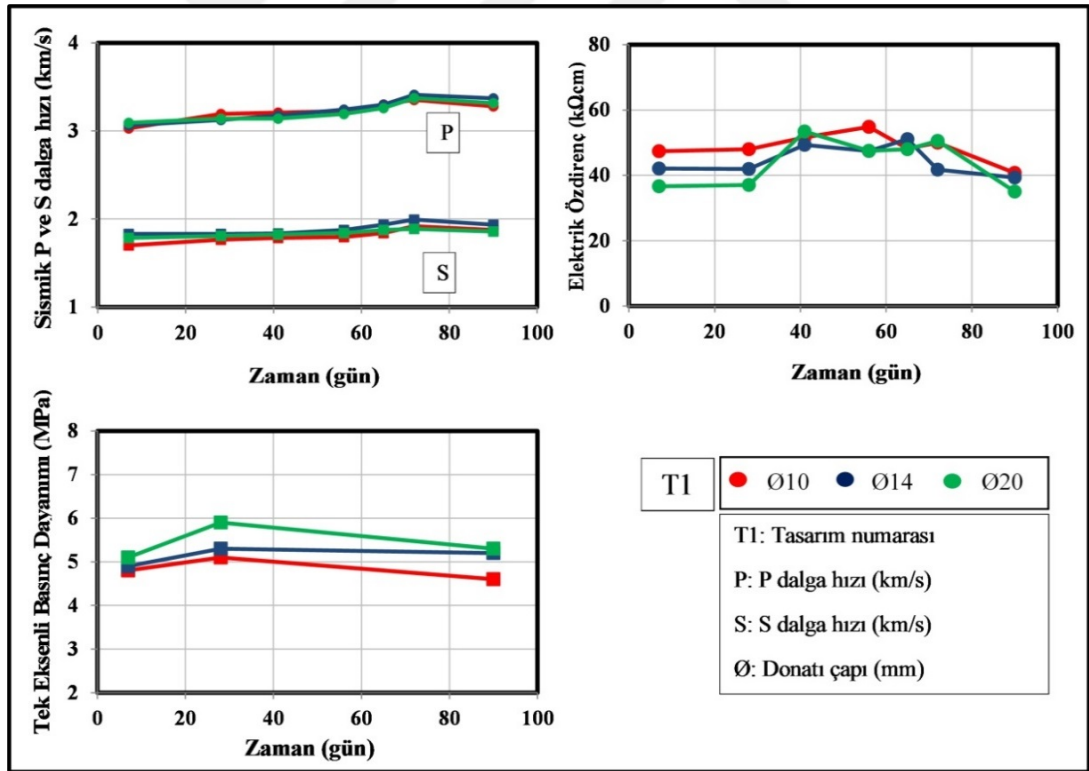 Sismik P ve S dalga hızı (km/s)
4
3
2
1
P
S
0 20 40 60 80 100
Zaman (gün)
Elektrik Özdirenç (kΩcm)
80
60
40
20
0
0 20 40 60 80 100
Zaman (gün)
Tek Eksenli Basınç Dayanımı (MPa)
8
7
6
5
4
3
2
0 20 40 60 80 100
Zaman (gün)
T1 Ø10 Ø14 Ø20
T1: Tasarım numarası
P: P dalga hızı (km/s)
S: S dalga hızı (km/s)
Ø: Donatı çapı (mm)